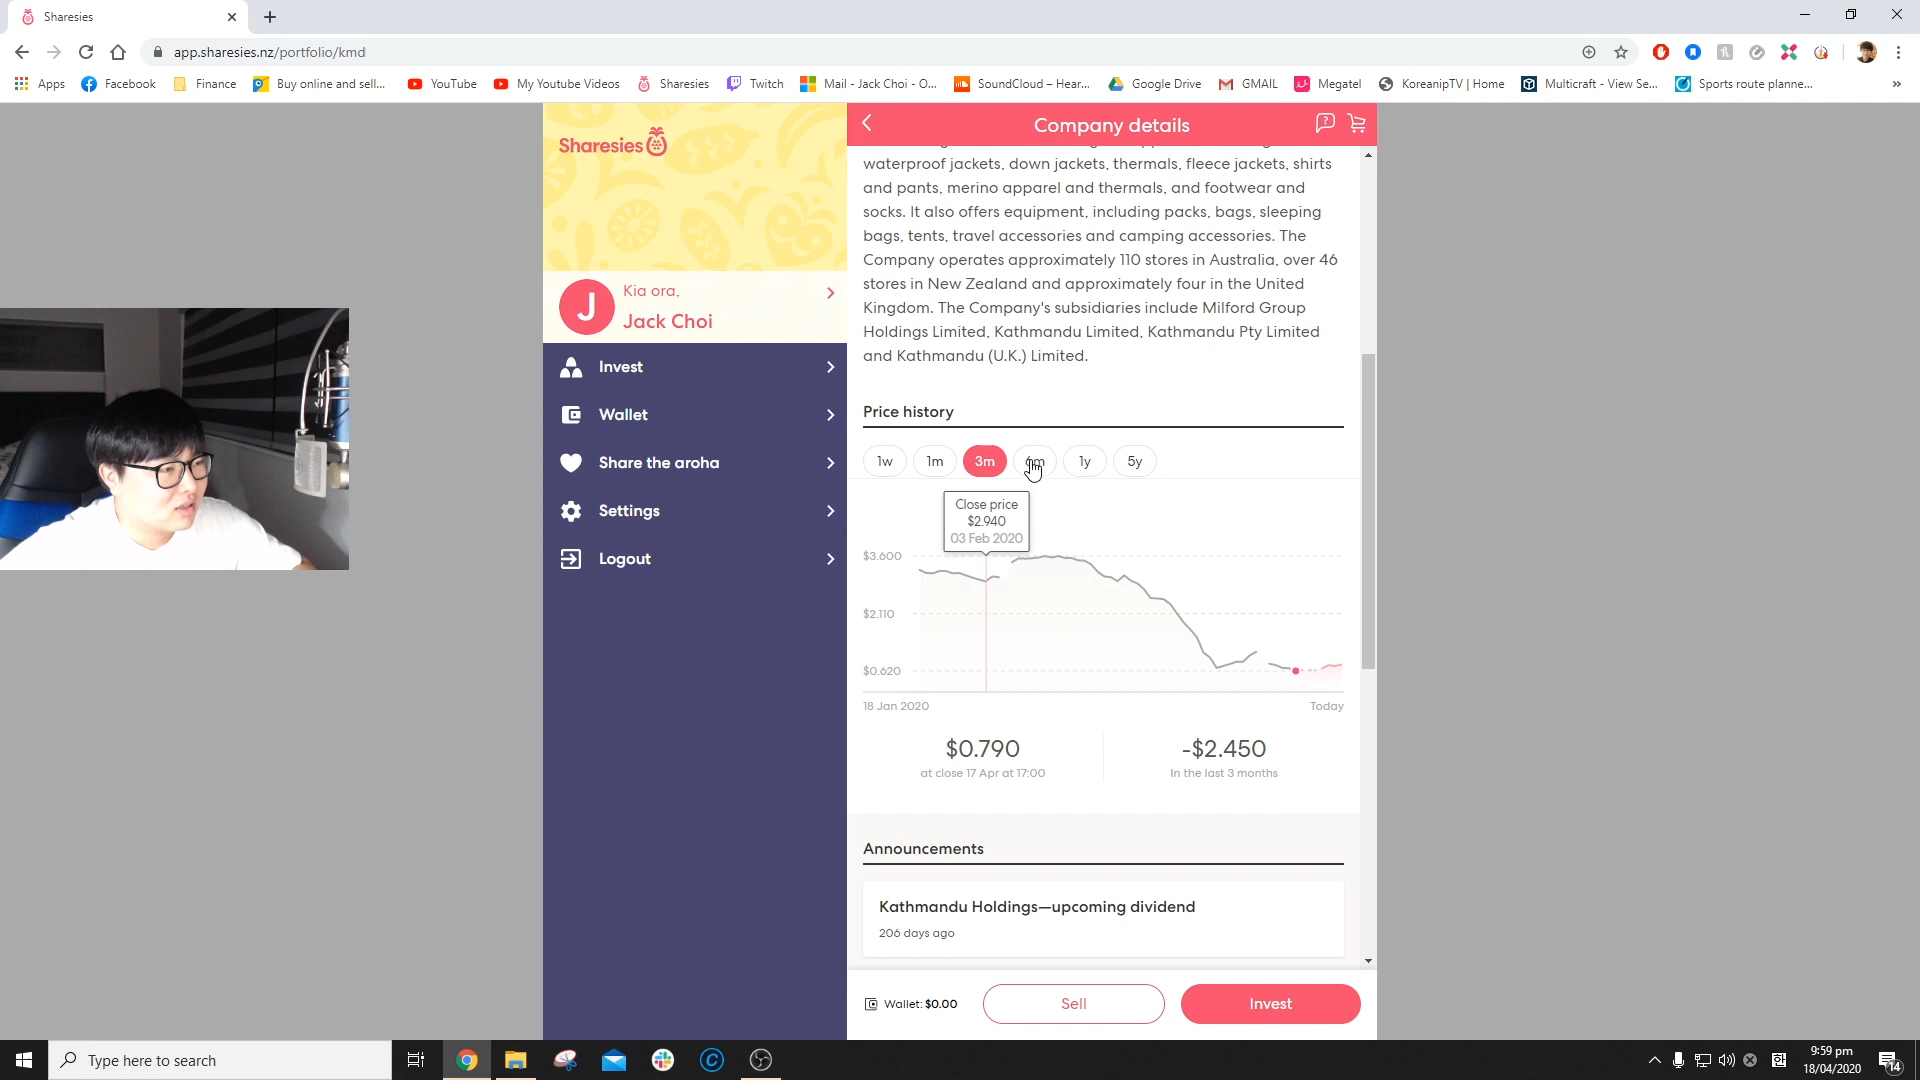 Sharesies
app.sharesies.nz/portfolio/kmd
Apps
Facebook
Finance
Buy online and sell...
YouTube
My Youtube Videos
Sharesies
Twitch
Mail - Jack Choi - O...
SoundCloud – Hear...
Google Drive
GMAIL
Megatel
KoreanipTV | Home
Multicraft - View Se...
Sports route planne...
»
Sharesies
J
Kia ora,
Jack Choi
Invest
Wallet
Share the aroha
Settings
Logout
Company details
waterproof jackets, down jackets, thermals, fleece jackets, shirts
and pants, merino apparel and thermals, and footwear and
socks. It also offers equipment, including packs, bags, sleeping
bags, tents, travel accessories and camping accessories. The
Company operates approximately 110 stores in Australia, over 46
stores in New Zealand and approximately four in the United
Kingdom. The Company's subsidiaries include Milford Group
Holdings Limited, Kathmandu Limited, Kathmandu Pty Limited
and Kathmandu (U.K.) Limited.
Price history
1w 1m 3m 6m 1y 5y
Close price
$2.940
03 Feb 2020
$3.600
$2.110
$0.620
18 Jan 2020 Today
$0.790
at close 17 Apr at 17:00
-$2.450
In the last 3 months
Announcements
Kathmandu Holdings—upcoming dividend
206 days ago
Wallet: $0.00
Sell
Invest
Type here to search
9:59 pm
18/04/2020
14